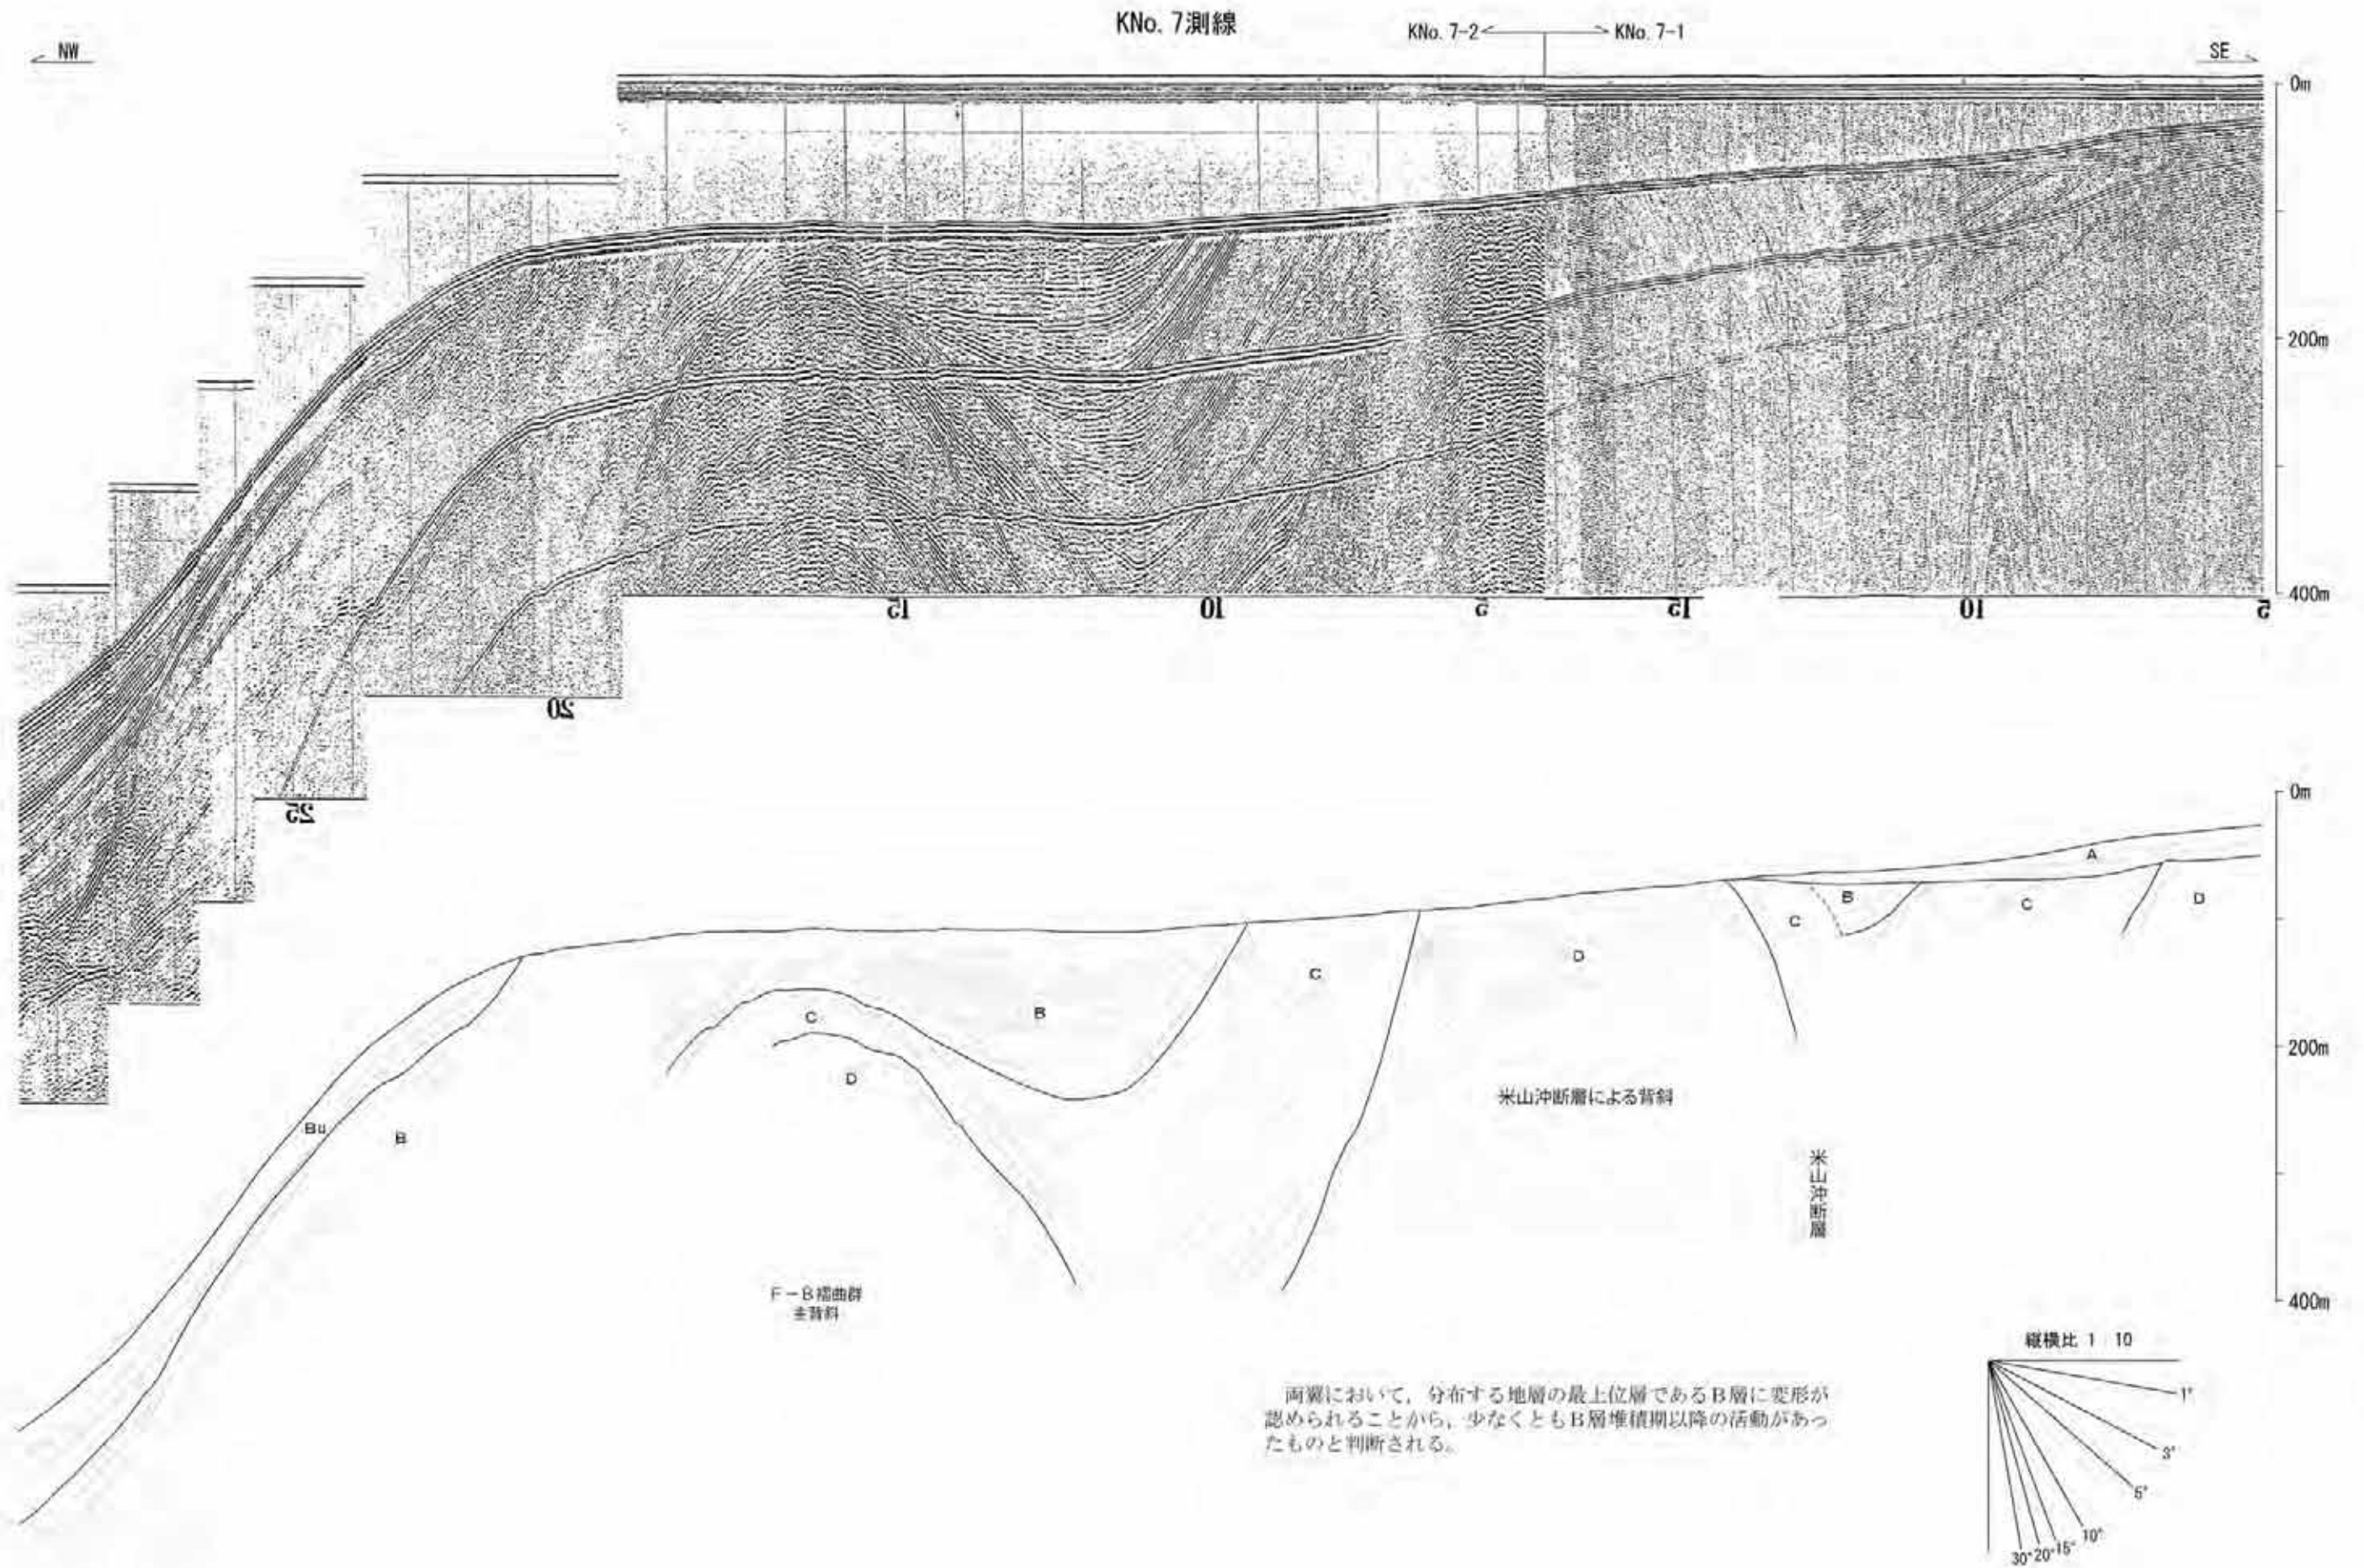 KNo. 7測線
KNo. 7-2
KNo. 7-1
NW
SE
0m
200m
400m
15
10
5
15
10
5
20
25
0m
A
B
C
D
C
D
C
B
C
D
B
200m
Bu
B
米山沖断層による背斜
米山沖断層
F－B褶曲群
主背斜
400m
縦横比 1 10
1°
3°
5°
10°
15°
20°
30°
両翼において，分布する地層の最上位層であるB層に変形が
認められることから，少なくともB層堆積期以降の活動があっ
たものと判断される。